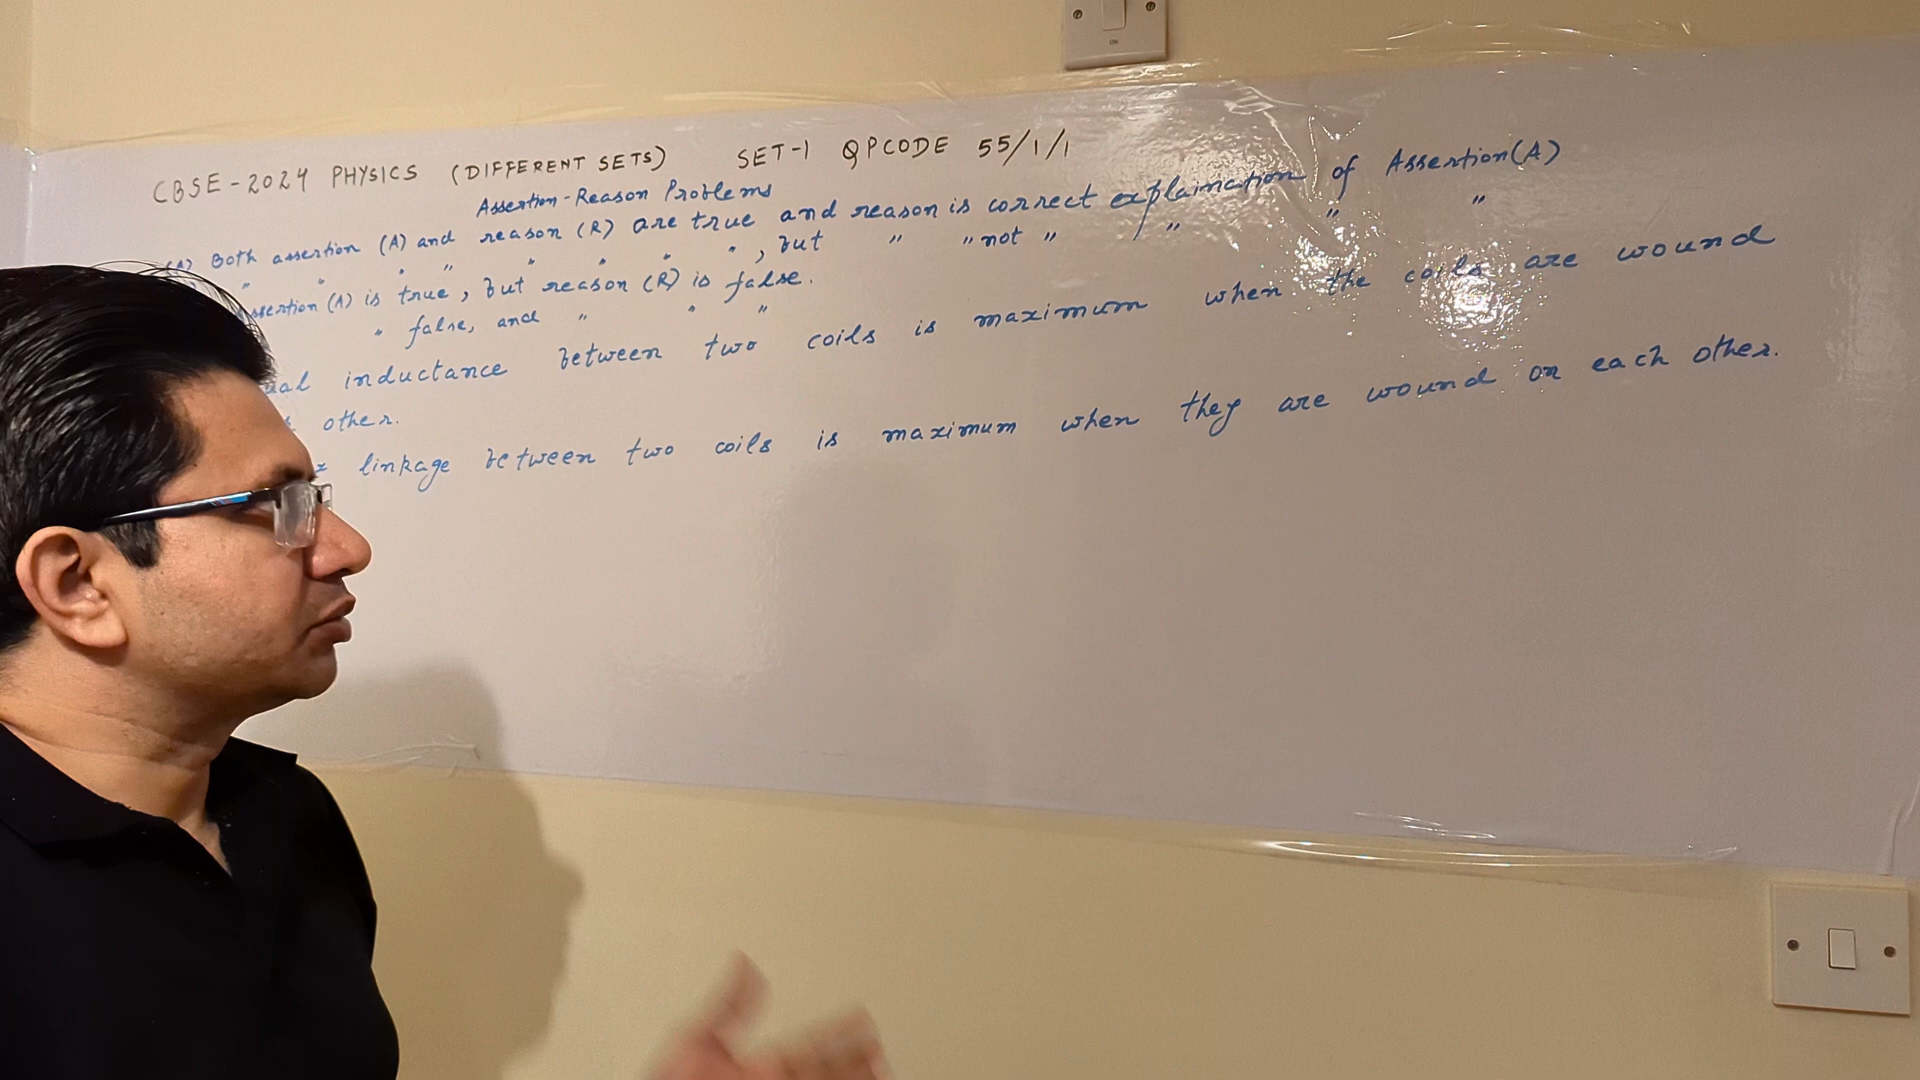 CBSE-2024 PHYSICS (DIFFERENT SETS) SET-1 QPCODE 55/1/1
Assertion-Reason Problems
(A) Both assertion (A) and reason (R) are true and reason is correct explaination of Assertion(A)
" " " " " " " " , but " " not " " " "
(A) is true, but reason (R) is false.
" false, and " " "
inductance between two coils is maximum when the coils are wound
other.
linkage between two coils is maximum when they are wound on each other.
ON